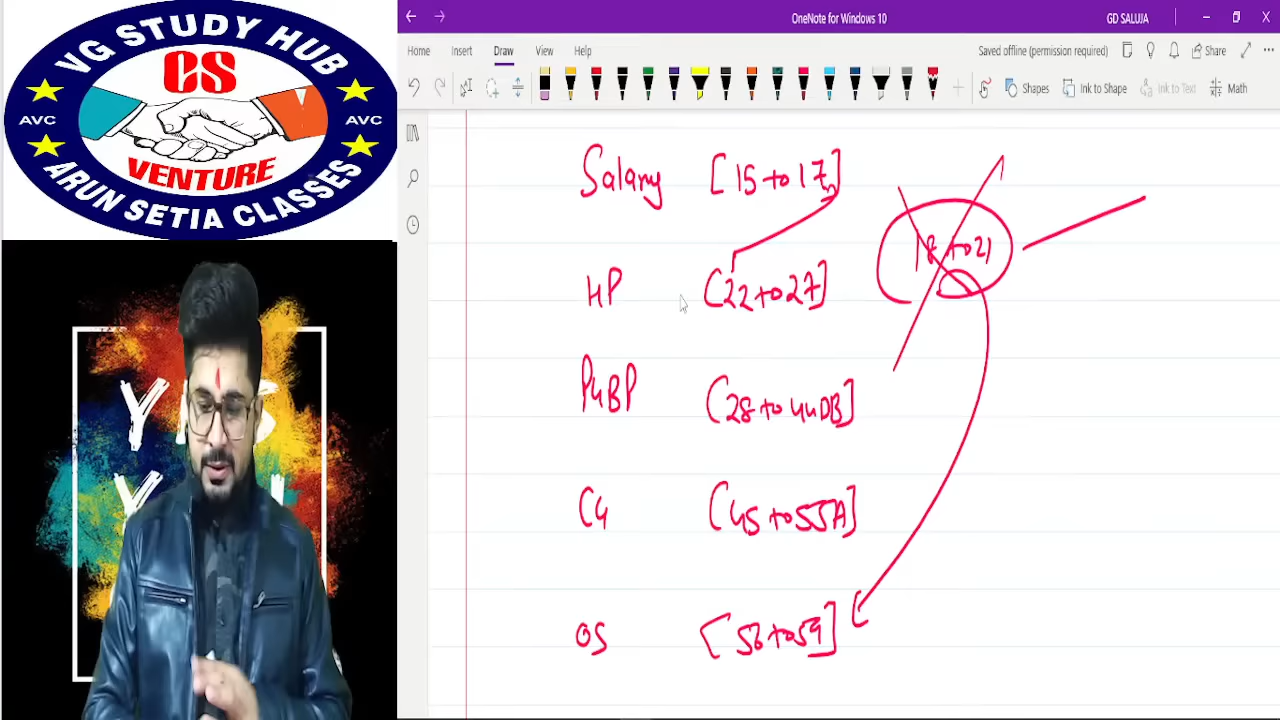 VG STUDY HUB
CS
AVC
AVC
VENTURE
ARUN SETIA CLASSES
OneNote for Windows 10
GD SALUJA
Home Insert Draw View Help
Saved offline (permission required)
Share
Shapes
Ink to Shape
Ink to Text
Math
Salary [15 to 17]
18 to 21
HP [22 to 27]
PGBP [28 to 44DB]
CG [45 to 55A]
OS [56 to 59]